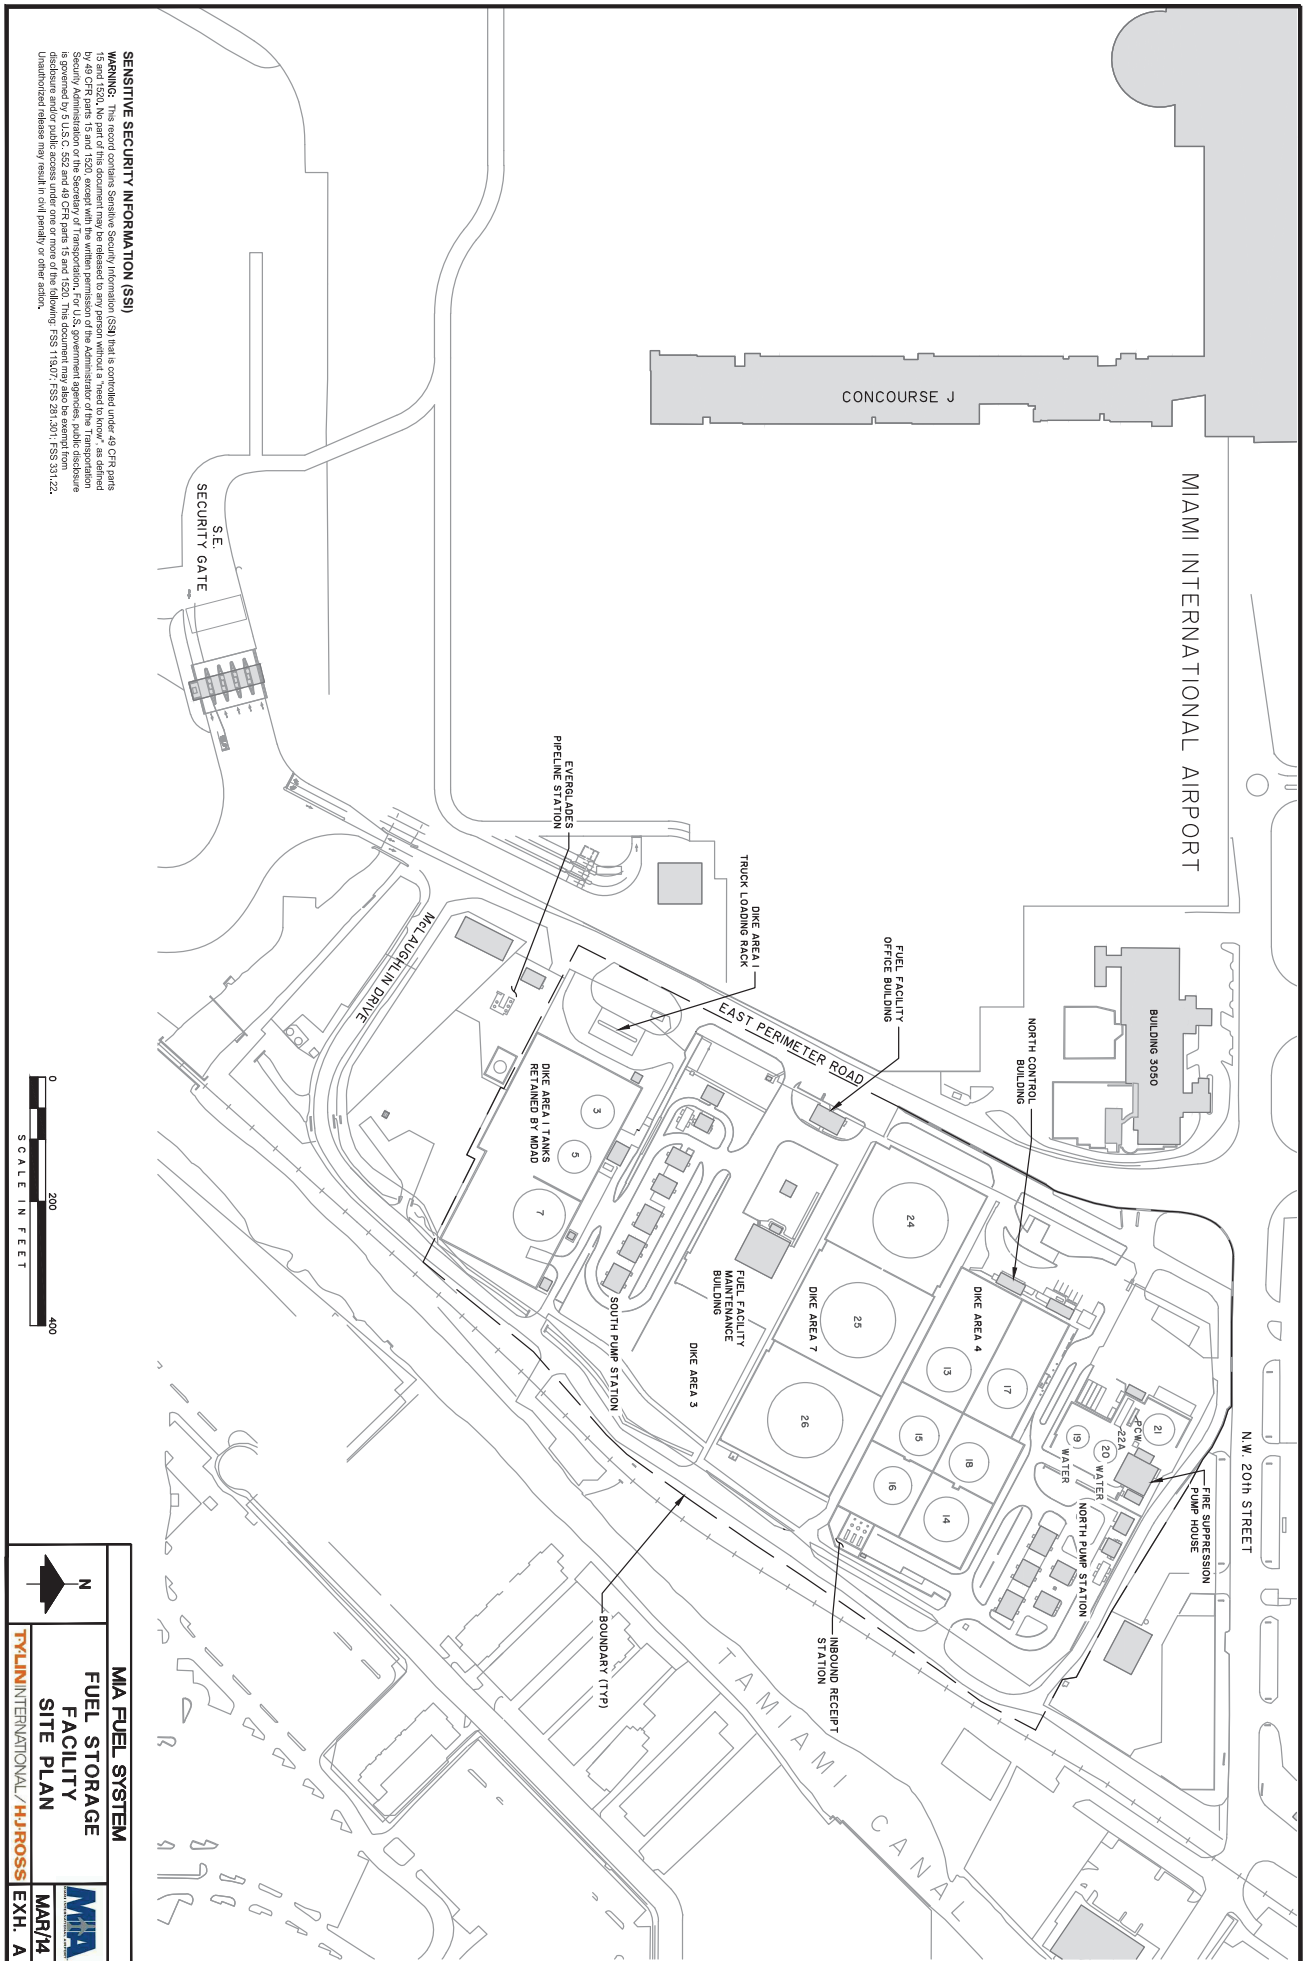 MIAMI INTERNATIONAL AIRPORT
CONCOURSE J
N.W. 20th STREET
BUILDING 3050
FIRE SUPPRESSION
PUMP HOUSE
NORTH CONTROL
BUILDING
21
PCW
22A
20
WATER
19
WATER
NORTH PUMP STATION
FUEL FACILITY
OFFICE BUILDING
DIKE AREA 4
17
13
18
15
14
16
24
25
26
DIKE AREA 7
INBOUND RECEIPT
STATION
DIKE AREA 1
TRUCK LOADING RACK
EAST PERIMETER ROAD
FUEL FACILITY
MAINTENANCE
BUILDING
DIKE AREA 3
SOUTH PUMP STATION
BOUNDARY (TYP)
TAMIAMI CANAL
EVERGLADES
PIPELINE STATION
3
5
7
DIKE AREA 1 TANKS
RETAINED BY MDAD
McLAUGHLIN DRIVE
S.E.
SECURITY GATE
SENSITIVE SECURITY INFORMATION (SSI)
WARNING: This record contains Sensitive Security Information (SSI) that is controlled under 49 CFR parts
15 and 1520. No part of this document may be released to any person without a "need to know", as defined
by 49 CFR parts 15 and 1520, except with the written permission of the Administrator of the Transportation
Security Administration or the Secretary of Transportation. For U.S. government agencies, public disclosure
is governed by 5 U.S.C. 552 and 49 CFR parts 15 and 1520. This document may also be exempt from
disclosure and/or public access under one or more of the following: FSS 119.07; FSS 281.301; FSS 331.22.
Unauthorized release may result in civil penalty or other action.
0 200 400
SCALE IN FEET
N
MIA FUEL SYSTEM
FUEL STORAGE
FACILITY
SITE PLAN
TYLININTERNATIONAL/H·J·ROSS
MIA
MAR/14
EXH. A